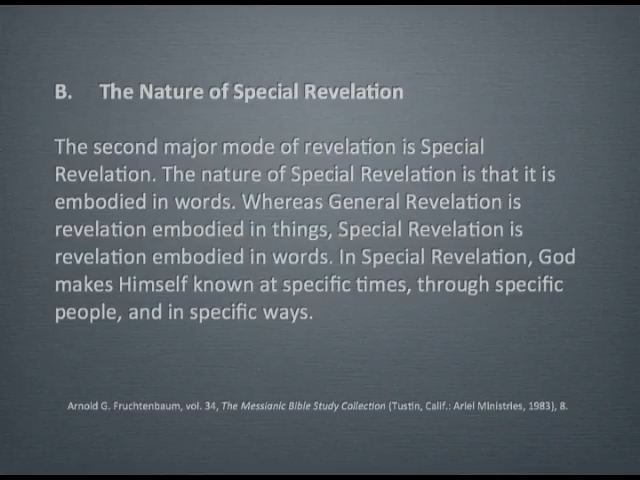 B. The Nature of Special Revelation
The second major mode of revelation is Special
Revelation. The nature of Special Revelation is that it is
embodied in words. Whereas General Revelation is
revelation embodied in things, Special Revelation is
revelation embodied in words. In Special Revelation, God
makes Himself known at specific times, through specific
people, and in specific ways.
Arnold G. Fruchtenbaum, vol. 34, The Messianic Bible Study Collection (Tustin, Calif.: Ariel Ministries, 1983), 8.